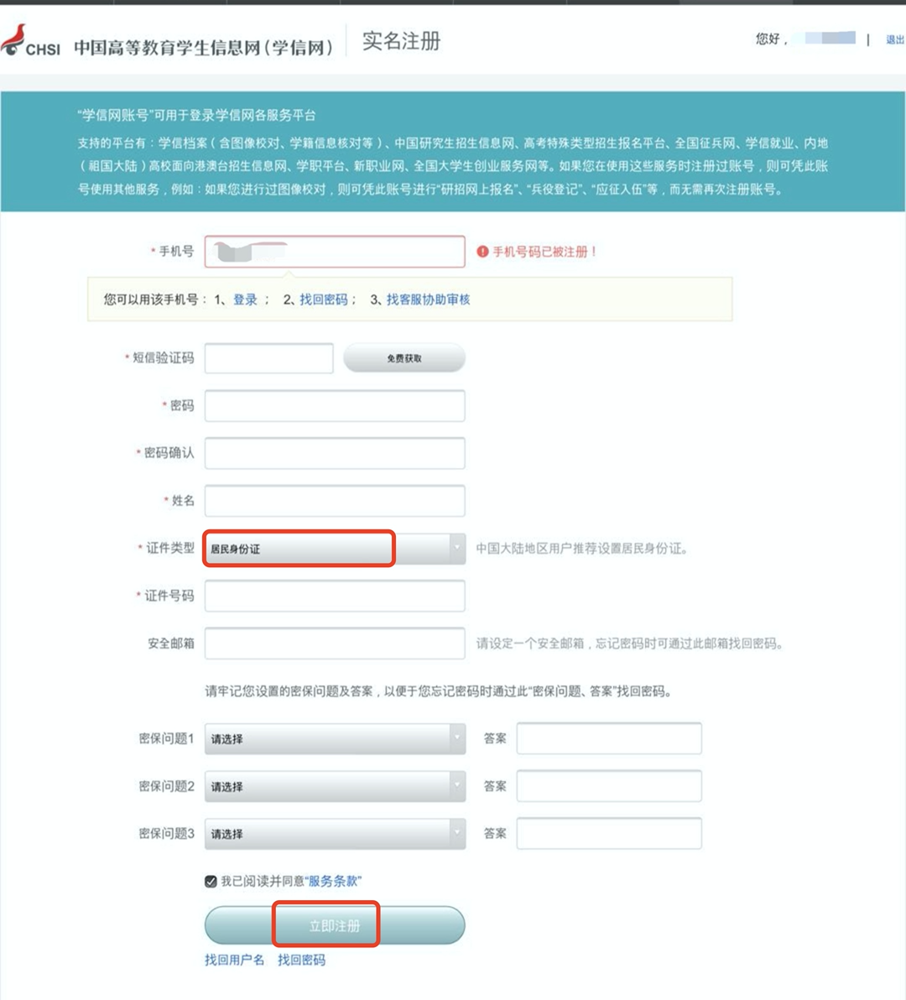 CHSI 中国高等教育学生信息网(学信网) 实名注册
您好， | 退出
“学信网账号”可用于登录学信网各服务平台
支持的平台有：学信档案（含图像校对、学籍信息核对等）、中国研究生招生信息网、高考特殊类型招生报名平台、全国征兵网、学信就业、内地
（祖国大陆）高校面向港澳台招生信息网、学职平台、新职业网、全国大学生创业服务网等。如果您在使用这些服务时注册过账号，则可凭此账
号使用其他服务，例如：如果您进行过图像校对，则可凭此账号进行“研招网上报名”、“兵役登记”、“应征入伍”等，而无需再次注册账号。
* 手机号 手机号码已被注册！
您可以用该手机号： 1、登录 ； 2、找回密码； 3、找客服协助审核
* 短信验证码 免费获取
* 密码
* 密码确认
* 姓名
* 证件类型 居民身份证 中国大陆地区用户推荐设置居民身份证。
* 证件号码
安全邮箱 请设定一个安全邮箱，忘记密码时可通过此邮箱找回密码。
请牢记您设置的密保问题及答案，以便于您忘记密码时通过此“密保问题、答案”找回密码。
密保问题1 请选择 答案
密保问题2 请选择 答案
密保问题3 请选择 答案
我已阅读并同意“服务条款”
立即注册
找回用户名 找回密码